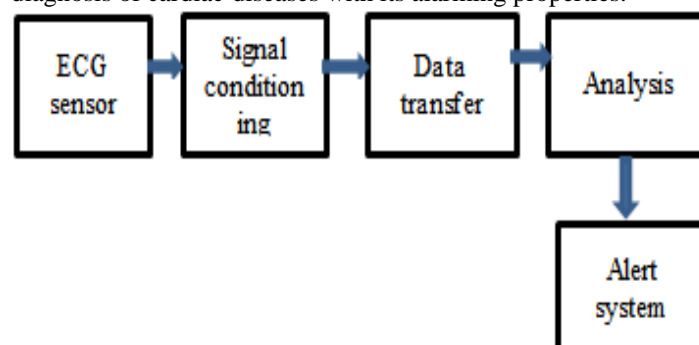 diagnosis of cardiac diseases with its alarming properties.
ECG
sensor
Signal
condition
ing
Data
transfer
Analysis
Alert
system